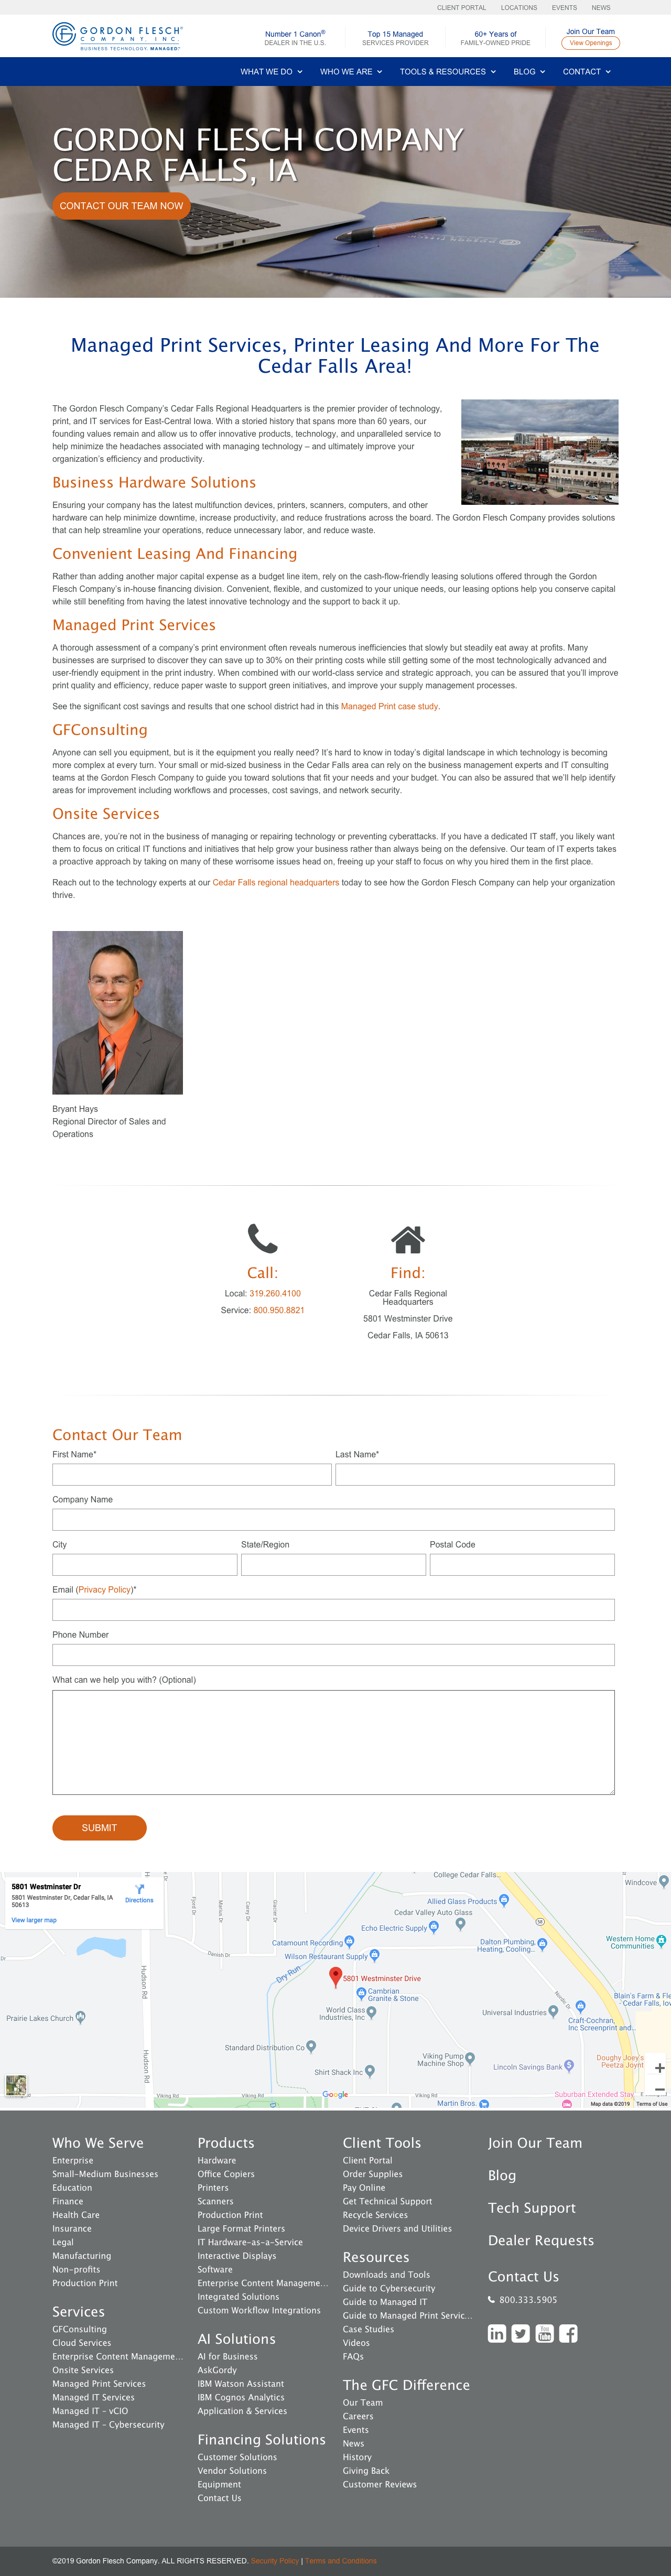 CLIENT PORTAL LOCATIONS EVENTS NEWS
GORDON FLESCH®
COMPANY, INC.
BUSINESS TECHNOLOGY. MANAGED.®
Number 1 Canon®
DEALER IN THE U.S.
Top 15 Managed
SERVICES PROVIDER
60+ Years of
FAMILY-OWNED PRIDE
Join Our Team
View Openings
WHAT WE DO WHO WE ARE TOOLS & RESOURCES BLOG CONTACT
GORDON FLESCH COMPANY
CEDAR FALLS, IA
CONTACT OUR TEAM NOW
Managed Print Services, Printer Leasing And More For The
Cedar Falls Area!
The Gordon Flesch Company's Cedar Falls Regional Headquarters is the premier provider of technology,
print, and IT services for East-Central Iowa. With a storied history that spans more than 60 years, our
founding values remain and allow us to offer innovative products, technology, and unparalleled service to
help minimize the headaches associated with managing technology – and ultimately improve your
organization's efficiency and productivity.
Business Hardware Solutions
Ensuring your company has the latest multifunction devices, printers, scanners, computers, and other
hardware can help minimize downtime, increase productivity, and reduce frustrations across the board. The Gordon Flesch Company provides solutions
that can help streamline your operations, reduce unnecessary labor, and reduce waste.
Convenient Leasing And Financing
Rather than adding another major capital expense as a budget line item, rely on the cash-flow-friendly leasing solutions offered through the Gordon
Flesch Company's in-house financing division. Convenient, flexible, and customized to your unique needs, our leasing options help you conserve capital
while still benefiting from having the latest innovative technology and the support to back it up.
Managed Print Services
A thorough assessment of a company's print environment often reveals numerous inefficiencies that slowly but steadily eat away at profits. Many
businesses are surprised to discover they can save up to 30% on their printing costs while still getting some of the most technologically advanced and
user-friendly equipment in the print industry. When combined with our world-class service and strategic approach, you can be assured that you'll improve
print quality and efficiency, reduce paper waste to support green initiatives, and improve your supply management processes.
See the significant cost savings and results that one school district had in this Managed Print case study.
GFConsulting
Anyone can sell you equipment, but is it the equipment you really need? It's hard to know in today's digital landscape in which technology is becoming
more complex at every turn. Your small or mid-sized business in the Cedar Falls area can rely on the business management experts and IT consulting
teams at the Gordon Flesch Company to guide you toward solutions that fit your needs and your budget. You can also be assured that we'll help identify
areas for improvement including workflows and processes, cost savings, and network security.
Onsite Services
Chances are, you're not in the business of managing or repairing technology or preventing cyberattacks. If you have a dedicated IT staff, you likely want
them to focus on critical IT functions and initiatives that help grow your business rather than always being on the defensive. Our team of IT experts takes
a proactive approach by taking on many of these worrisome issues head on, freeing up your staff to focus on why you hired them in the first place.
Reach out to the technology experts at our Cedar Falls regional headquarters today to see how the Gordon Flesch Company can help your organization
thrive.
Bryant Hays
Regional Director of Sales and
Operations
Call:
Local: 319.260.4100
Service: 800.950.8821
Find:
Cedar Falls Regional
Headquarters
5801 Westminster Drive
Cedar Falls, IA 50613
Contact Our Team
First Name* Last Name*
Company Name
City State/Region Postal Code
Email (Privacy Policy)*
Phone Number
What can we help you with? (Optional)
SUBMIT
5801 Westminster Dr
5801 Westminster Dr, Cedar Falls, IA
50613
Directions
View larger map
College Cedar Falls...
Windcove
Allied Glass Products
Cedar Valley Auto Glass
Echo Electric Supply
58
Catamount Recording
Wilson Restaurant Supply
Dalton Plumbing,
Heating, Cooling...
Western Home
Communities
Dry Run
5801 Westminster Drive
Cambrian
Granite & Stone
World Class
Industries, Inc
Universal Industries
Blain's Farm & Fle
- Cedar Falls, Iow
Craft-Cochran,
Inc Screenprint and...
Prairie Lakes Church
Hudson Rd
Hudson Rd
Standard Distribution Co
Viking Pump
Machine Shop
Doughy Joey's
Peetza Joynt
Lincoln Savings Bank
Shirt Shack Inc
Suburban Extended Stay
Viking Rd
Viking Rd
Viking Rd
Martin Bros.
Google
Map data ©2019 Terms of Use
Who We Serve
Enterprise
Small-Medium Businesses
Education
Finance
Health Care
Insurance
Legal
Manufacturing
Non-profits
Production Print
Services
GFConsulting
Cloud Services
Enterprise Content Manageme...
Onsite Services
Managed Print Services
Managed IT Services
Managed IT - vCIO
Managed IT - Cybersecurity
Products
Hardware
Office Copiers
Printers
Scanners
Production Print
Large Format Printers
IT Hardware-as-a-Service
Interactive Displays
Software
Enterprise Content Manageme...
Integrated Solutions
Custom Workflow Integrations
AI Solutions
AI for Business
AskGordy
IBM Watson Assistant
IBM Cognos Analytics
Application & Services
Financing Solutions
Customer Solutions
Vendor Solutions
Equipment
Contact Us
Client Tools
Client Portal
Order Supplies
Pay Online
Get Technical Support
Recycle Services
Device Drivers and Utilities
Resources
Downloads and Tools
Guide to Cybersecurity
Guide to Managed IT
Guide to Managed Print Servic...
Case Studies
Videos
FAQs
The GFC Difference
Our Team
Careers
Events
News
History
Giving Back
Customer Reviews
Join Our Team
Blog
Tech Support
Dealer Requests
Contact Us
800.333.5905
©2019 Gordon Flesch Company. ALL RIGHTS RESERVED. Security Policy | Terms and Conditions